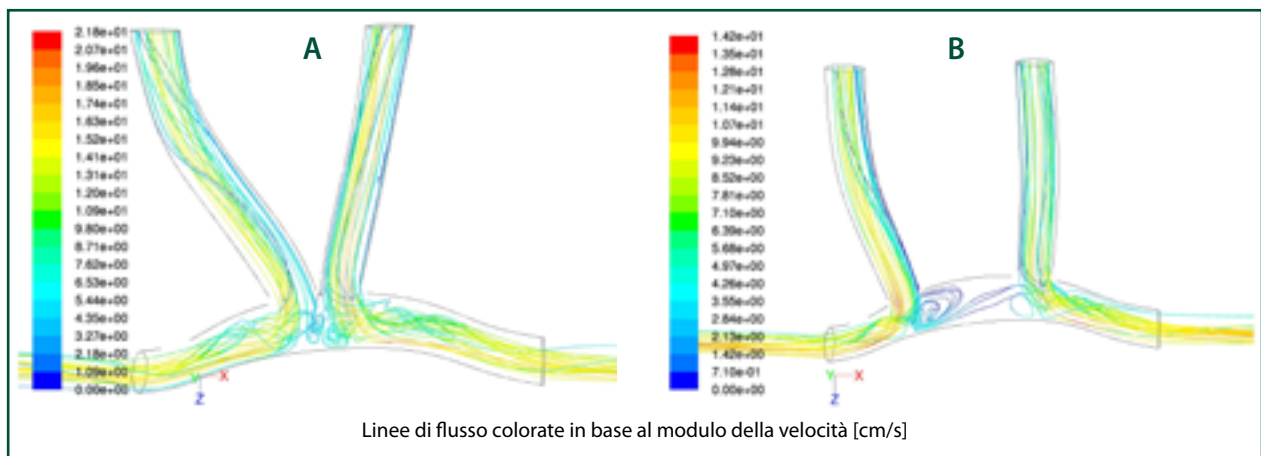 A
2.18e+01
2.07e+01
1.96e+01
1.85e+01
1.74e+01
1.63e+01
1.52e+01
1.41e+01
1.31e+01
1.20e+01
1.09e+01
9.80e+00
8.71e+00
7.62e+00
6.53e+00
5.44e+00
4.35e+00
3.27e+00
2.18e+00
1.09e+00
0.00e+00
Y X
Z
B
1.42e+01
1.35e+01
1.28e+01
1.21e+01
1.14e+01
1.07e+01
9.94e+00
9.23e+00
8.52e+00
7.81e+00
7.10e+00
6.39e+00
5.68e+00
4.97e+00
4.26e+00
3.55e+00
2.84e+00
2.13e+00
1.42e+00
7.10e-01
0.00e+00
Y X
Z
Linee di flusso colorate in base al modulo della velocità [cm/s]